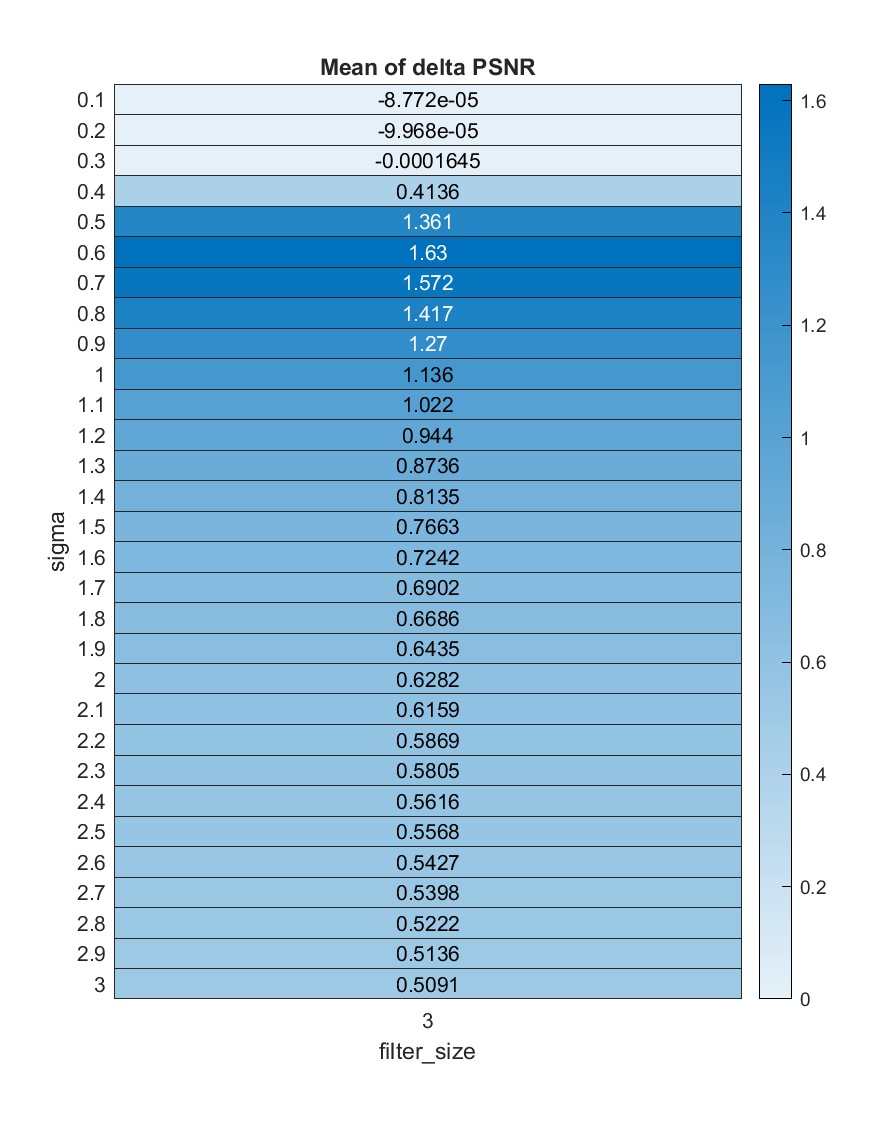 Mean of delta PSNR
0.1 -8.772e-05 1.6
0.2 -9.968e-05
0.3 -0.0001645
0.4 0.4136
0.5 1.361 1.4
0.6 1.63
0.7 1.572
0.8 1.417 1.2
0.9 1.27
1 1.136
1.1 1.022
1.2 0.944 1
1.3 0.8736
1.4 0.8135
1.5 0.7663
sigma
1.6 0.7242 0.8
1.7 0.6902
1.8 0.6686
1.9 0.6435 0.6
2 0.6282
2.1 0.6159
2.2 0.5869
2.3 0.5805 0.4
2.4 0.5616
2.5 0.5568
2.6 0.5427
2.7 0.5398 0.2
2.8 0.5222
2.9 0.5136
3 0.5091 0
3
filter_size